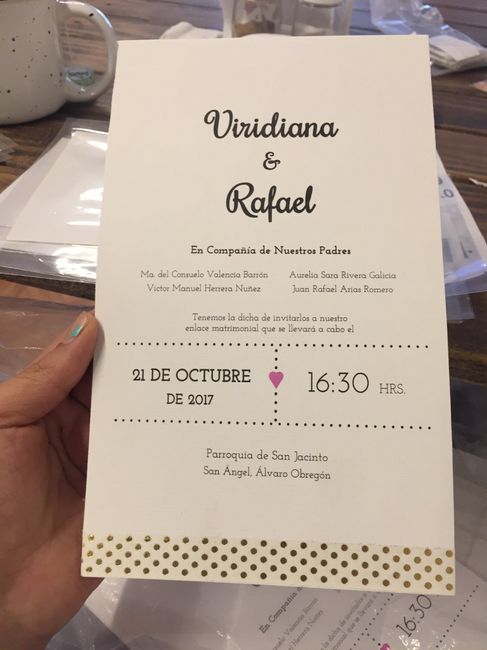 Viridiana
&
Rafael
En Compañía de Nuestros Padres
Ma. del Consuelo Valencia Barrón
Victor Manuel Herrera Nuñez
Aurelia Sara Rivera Galicia
Juan Rafael Arias Romero
Tenemos la dicha de invitarlos a nuestro
enlace matrimonial que se llevará a cabo el
21 DE OCTUBRE
DE 2017
16:30 HRS.
Parroquia de San Jacinto
San Ángel, Álvaro Obregón
16:30